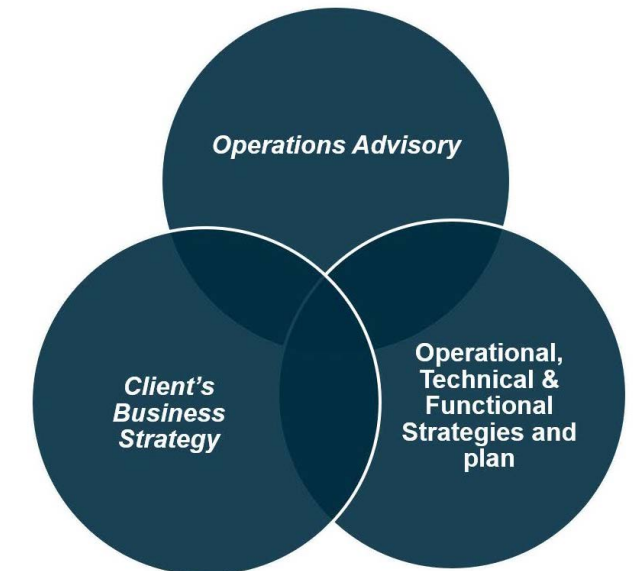 Operations Advisory
Client’s
Business
Strategy
Operational,
Technical &
Functional
Strategies and
plan